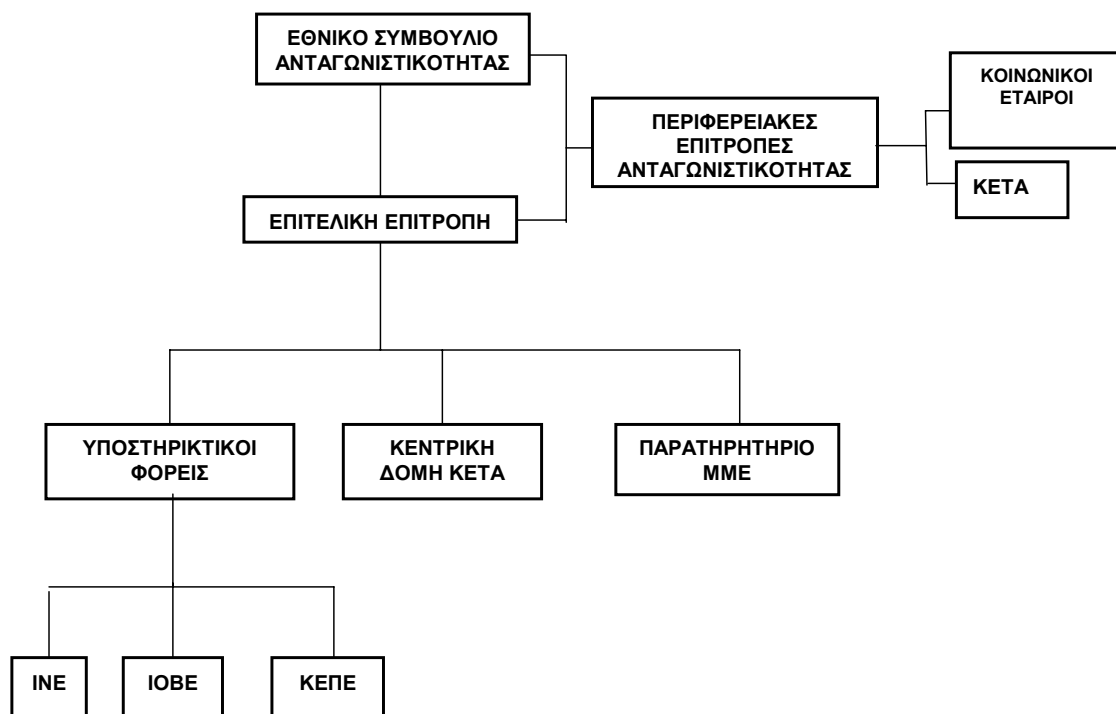 ΕΘΝΙΚΟ ΣΥΜΒΟΥΛΙΟ
ΑΝΤΑΓΩΝΙΣΤΙΚΟΤΗΤΑΣ
ΚΟΙΝΩΝΙΚΟΙ
ΕΤΑΙΡΟΙ
ΠΕΡΙΦΕΡΕΙΑΚΕΣ
ΕΠΙΤΡΟΠΕΣ
ΑΝΤΑΓΩΝΙΣΤΙΚΟΤΗΤΑΣ
ΚΕΤΑ
ΕΠΙΤΕΛΙΚΗ ΕΠΙΤΡΟΠΗ
ΥΠΟΣΤΗΡΙΚΤΙΚΟΙ
ΦΟΡΕΙΣ
ΚΕΝΤΡΙΚΗ
ΔΟΜΗ ΚΕΤΑ
ΠΑΡΑΤΗΡΗΤΗΡΙΟ
ΜΜΕ
ΙΝΕ
ΙΟΒΕ
ΚΕΠΕ